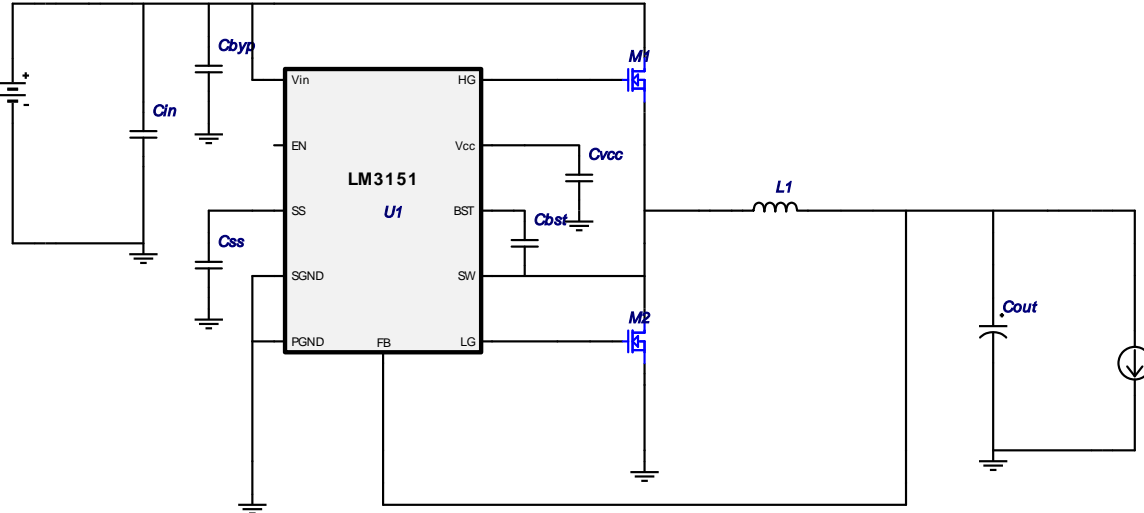 Cbyp
M1
+
-
Vin
HG
Cin
EN
Vcc
Cvcc
LM3151
L1
SS
U1
BST
Cbst
Css
SGND
SW
Cout
M2
PGND
FB
LG